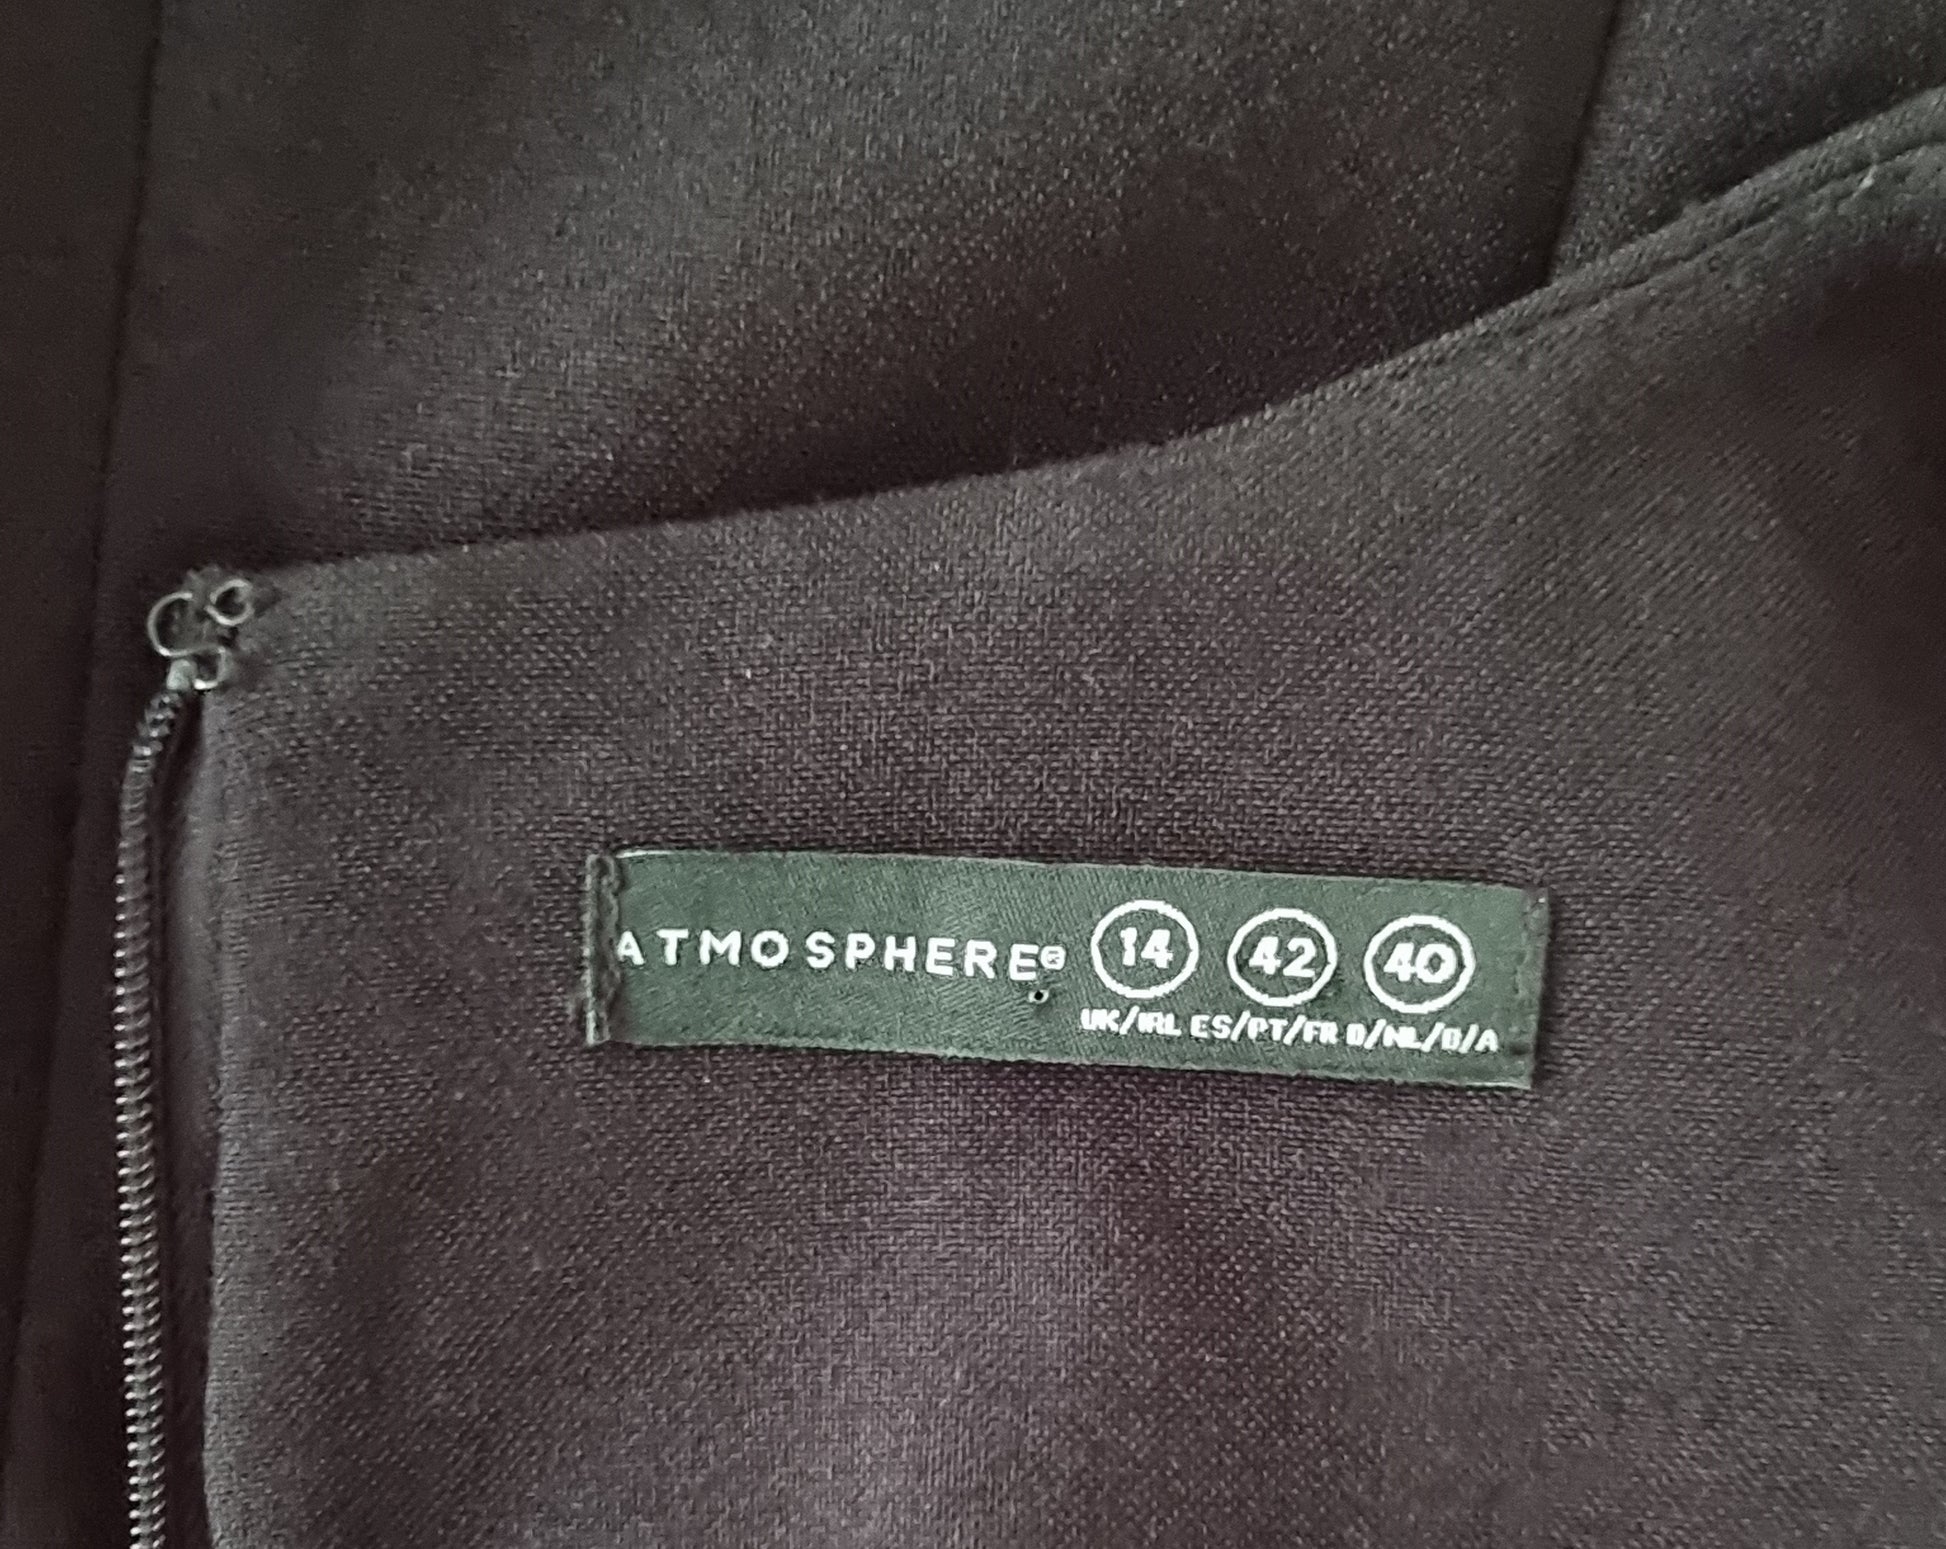 ATMOSPHERE® 14 42 40
UK/IRL ES/PT/FR D/NL/B/A